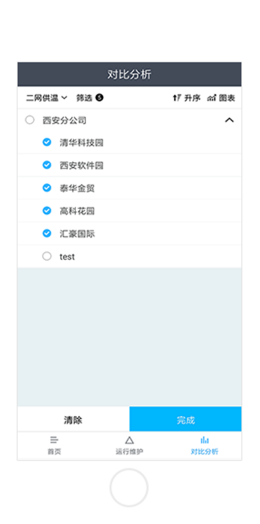 对比分析
二网供温 筛选 5 升序 图表
西安分公司
清华科技园
西安软件园
泰华金贸
高科花园
汇豪国际
test
清除 完成
首页 运行维护 对比分析